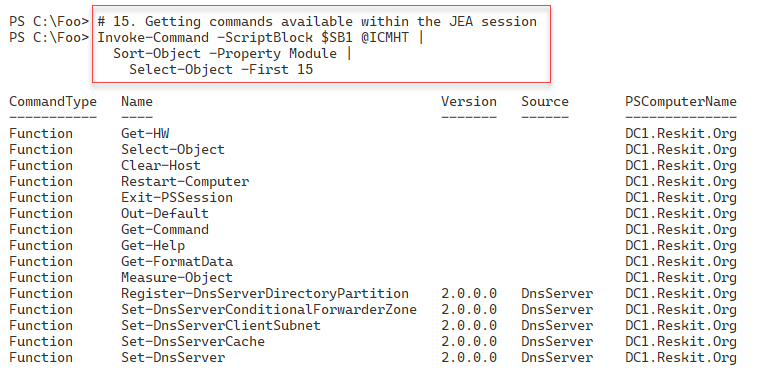 PS C:\Foo> # 15. Getting commands available within the JEA session
PS C:\Foo> Invoke-Command -ScriptBlock $SB1 @ICMHT |
             Sort-Object -Property Module |
               Select-Object -First 15
CommandType   Name                                    Version   Source       PSComputerName
-----------   ----                                    -------   ------       --------------
Function      Get-HW                                                         DC1.Reskit.Org
Function      Select-Object                                                  DC1.Reskit.Org
Function      Clear-Host                                                     DC1.Reskit.Org
Function      Restart-Computer                                               DC1.Reskit.Org
Function      Exit-PSSession                                                 DC1.Reskit.Org
Function      Out-Default                                                    DC1.Reskit.Org
Function      Get-Command                                                    DC1.Reskit.Org
Function      Get-Help                                                       DC1.Reskit.Org
Function      Get-FormatData                                                 DC1.Reskit.Org
Function      Measure-Object                                                 DC1.Reskit.Org
Function      Register-DnsServerDirectoryPartition    2.0.0.0   DnsServer    DC1.Reskit.Org
Function      Set-DnsServerConditionalForwarderZone   2.0.0.0   DnsServer    DC1.Reskit.Org
Function      Set-DnsServerClientSubnet               2.0.0.0   DnsServer    DC1.Reskit.Org
Function      Set-DnsServerCache                      2.0.0.0   DnsServer    DC1.Reskit.Org
Function      Set-DnsServer                           2.0.0.0   DnsServer    DC1.Reskit.Org